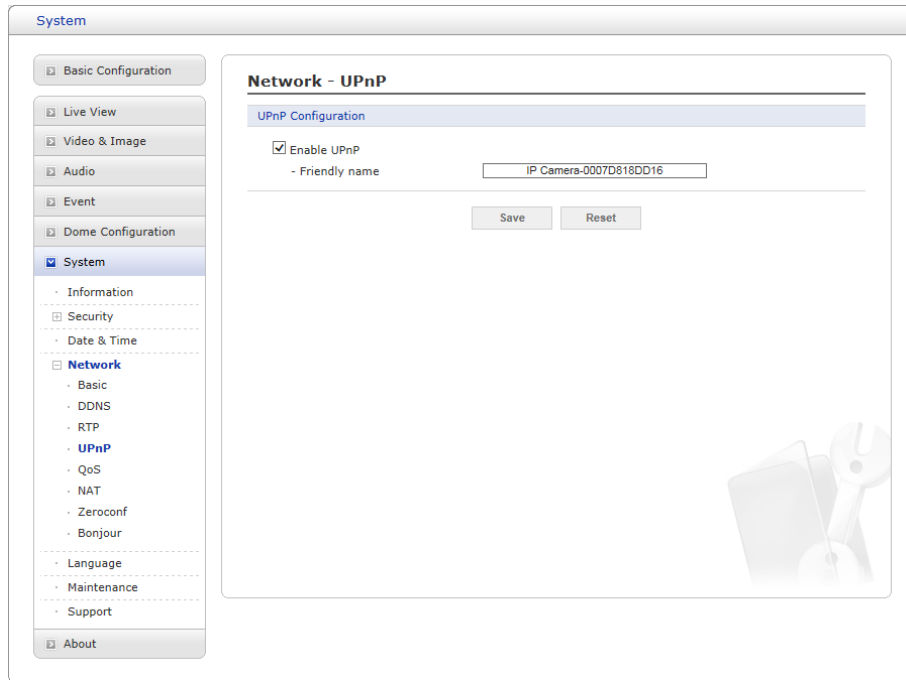 System
Basic Configuration
Live View
Video & Image
Audio
Event
Dome Configuration
System
· Information
Security
· Date & Time
Network
· Basic
· DDNS
· RTP
· UPnP
· QoS
· NAT
· Zeroconf
· Bonjour
· Language
· Maintenance
· Support
About
Network - UPnP
UPnP Configuration
Enable UPnP
- Friendly name IP Camera-0007D818DD16
Save Reset